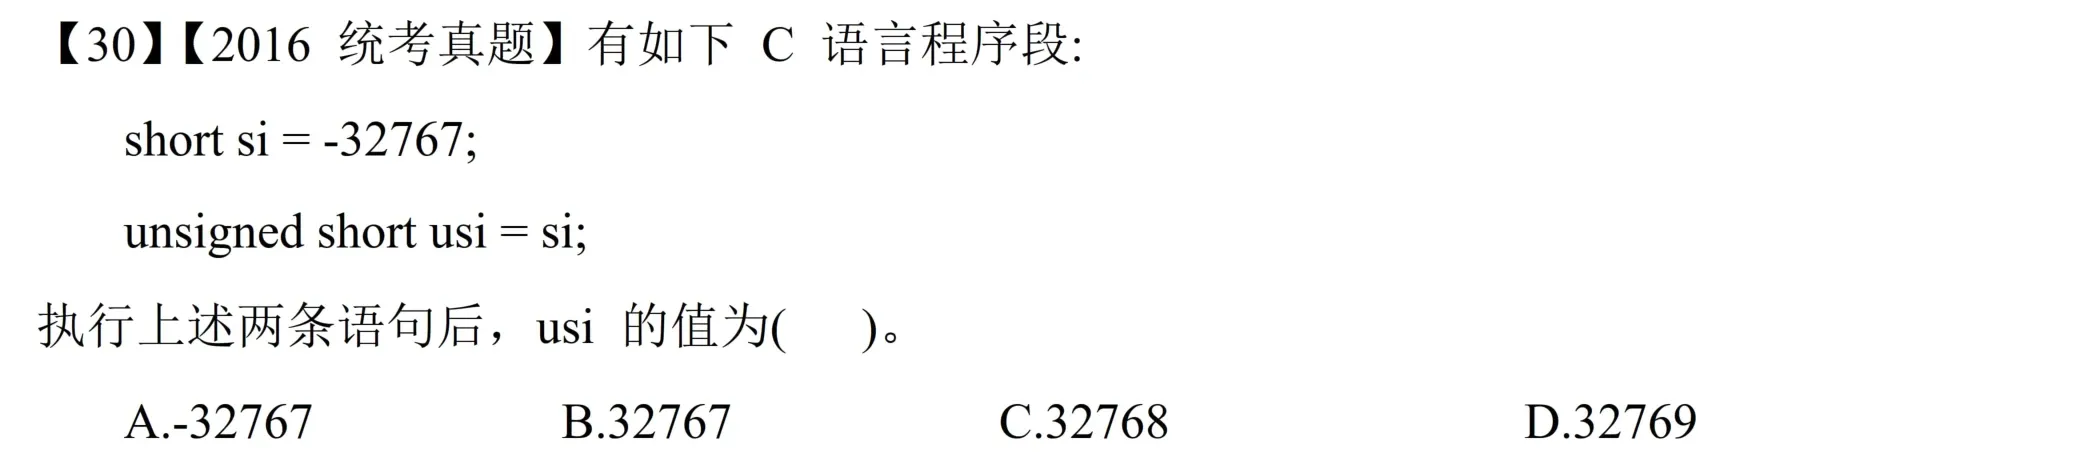 【30】【2016 统考真题】有如下 C 语言程序段:
short si = -32767;
unsigned short usi = si;
执行上述两条语句后，usi 的值为( )。
A.-32767 B.32767 C.32768 D.32769